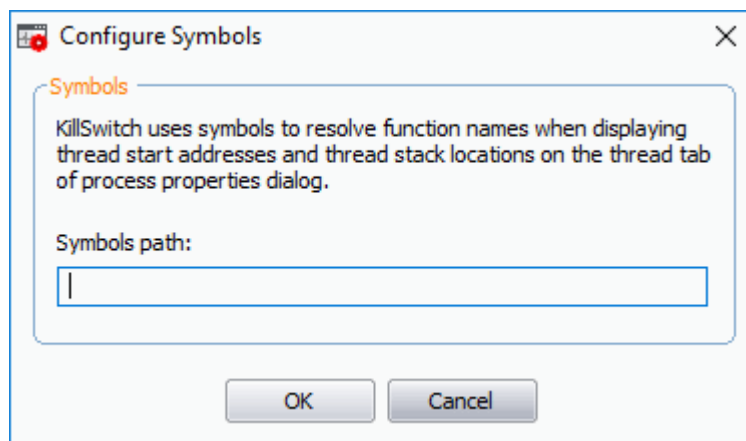 Configure Symbols
Symbols
KillSwitch uses symbols to resolve function names when displaying
thread start addresses and thread stack locations on the thread tab
of process properties dialog.
Symbols path:
OK
Cancel